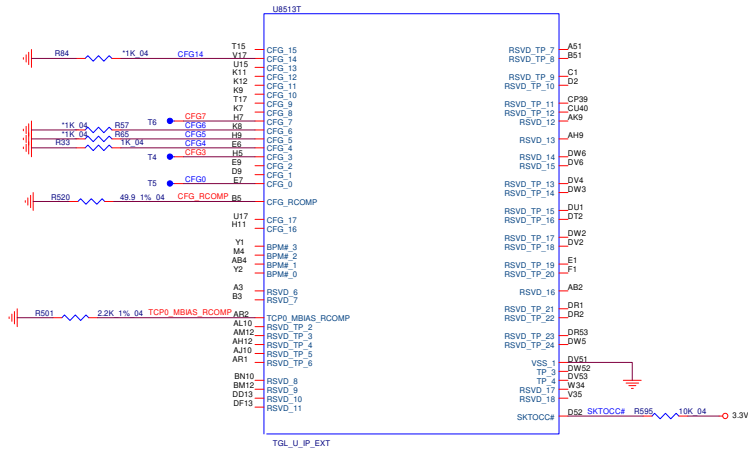 U8513T
T15 CFG_15
R84 *1K_04 CFG14 V17 CFG_14
U15 CFG_13
K11 CFG_12
K12 CFG_11
K9 CFG_10
T17 CFG_9
K7 CFG_8
T6 CFG7 H7 CFG_7
*1K_04 R57 CFG6 K8 CFG_6
*1K_04 R65 CFG5 H9 CFG_5
R33 1K_04 CFG4 E6 CFG_4
T4 CFG3 H5 CFG_3
E9 CFG_2
D9 CFG_1
T5 CFG0 E7 CFG_0
R520 49.9_1%_04 CFG_RCOMP B5 CFG_RCOMP
U17 CFG_17
H11 CFG_16
Y1 BPM#_3
M4 BPM#_2
AB4 BPM#_1
Y2 BPM#_0
A3 RSVD_6
B3 RSVD_7
R501 2.2K_1%_04 TCP0_MBIAS_RCOMP AR2 TCP0_MBIAS_RCOMP
AL10 RSVD_TP_2
AM12 RSVD_TP_3
AH12 RSVD_TP_4
AJ10 RSVD_TP_5
AR1 RSVD_TP_6
BN10 RSVD_8
BM12 RSVD_9
DD13 RSVD_10
DF13 RSVD_11
RSVD_TP_7 A51
RSVD_TP_8 B51
RSVD_TP_9 C1
RSVD_TP_10 D2
RSVD_TP_11 CP39
RSVD_TP_12 CU40
RSVD_12 AK9
RSVD_13 AH9
RSVD_14 DW6
RSVD_15 DV6
RSVD_TP_13 DV4
RSVD_TP_14 DW3
RSVD_TP_15 DU1
RSVD_TP_16 DT2
RSVD_TP_17 DW2
RSVD_TP_18 DV2
RSVD_TP_19 E1
RSVD_TP_20 F1
RSVD_16 AB2
RSVD_TP_21 DR1
RSVD_TP_22 DR2
RSVD_TP_23 DR53
RSVD_TP_24 DW5
VSS_1 DV51
TP_3 DW52
TP_4 DV53
RSVD_17 W34
RSVD_18 V35
SKTOCC# D52 SKTOCC# R595 10K_04 3.3V
TGL_U_IP_EXT